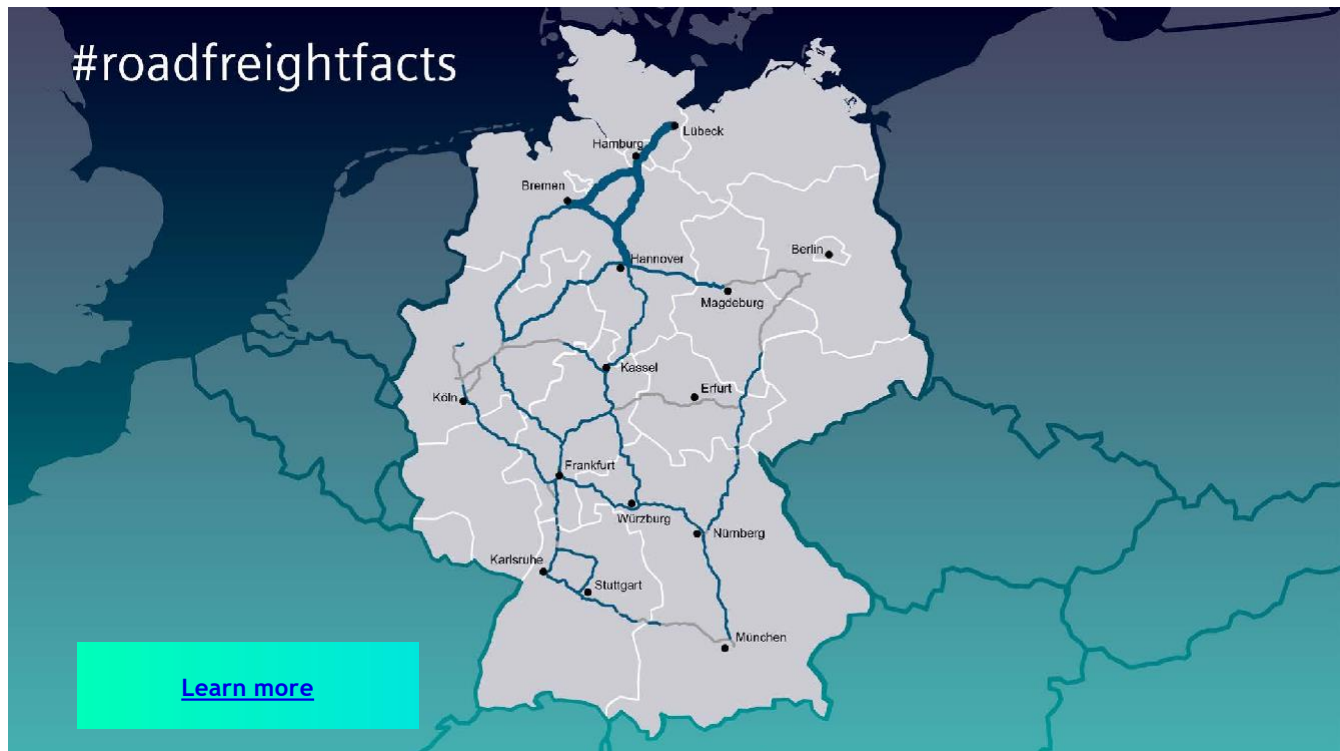 #roadfreightfacts
Lübeck
Hamburg
Bremen
Berlin
Hannover
Magdeburg
Kassel
Erfurt
Köln
Frankfurt
Würzburg
Nürnberg
Karlsruhe
Stuttgart
München
Learn more